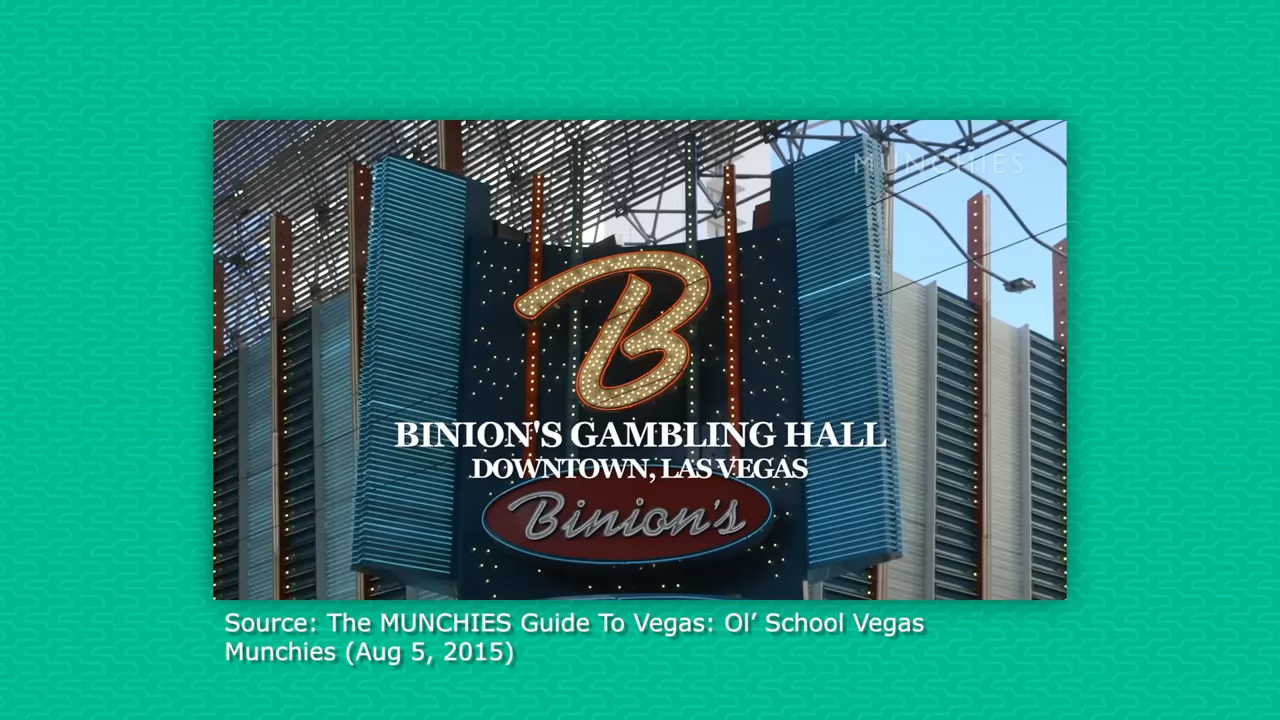 MUNCHIES
B
BINION'S GAMBLING HALL
DOWNTOWN, LAS VEGAS
Binion's
Source: The MUNCHIES Guide To Vegas: Ol’ School Vegas
Munchies (Aug 5, 2015)